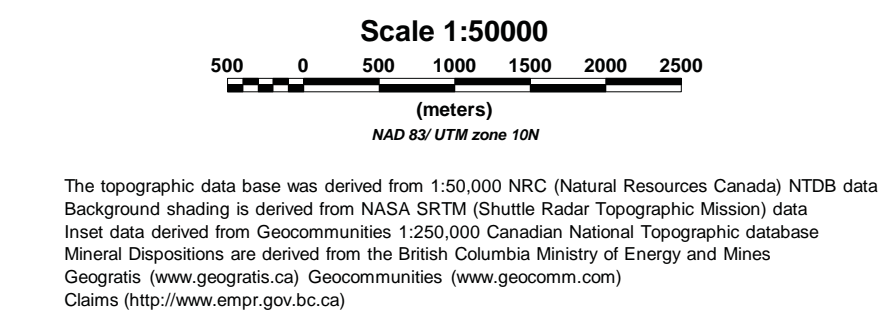 Scale 1:50000
500 0 500 1000 1500 2000 2500
(meters)
NAD 83/ UTM zone 10N
The topographic data base was derived from 1:50,000 NRC (Natural Resources Canada) NTDB data
Background shading is derived from NASA SRTM (Shuttle Radar Topographic Mission) data
Inset data derived from Geocommunities 1:250,000 Canadian National Topographic database
Mineral Dispositions are derived from the British Columbia Ministry of Energy and Mines
Geogratis (www.geogratis.ca) Geocommunities (www.geocomm.com)
Claims (http://www.empr.gov.bc.ca)